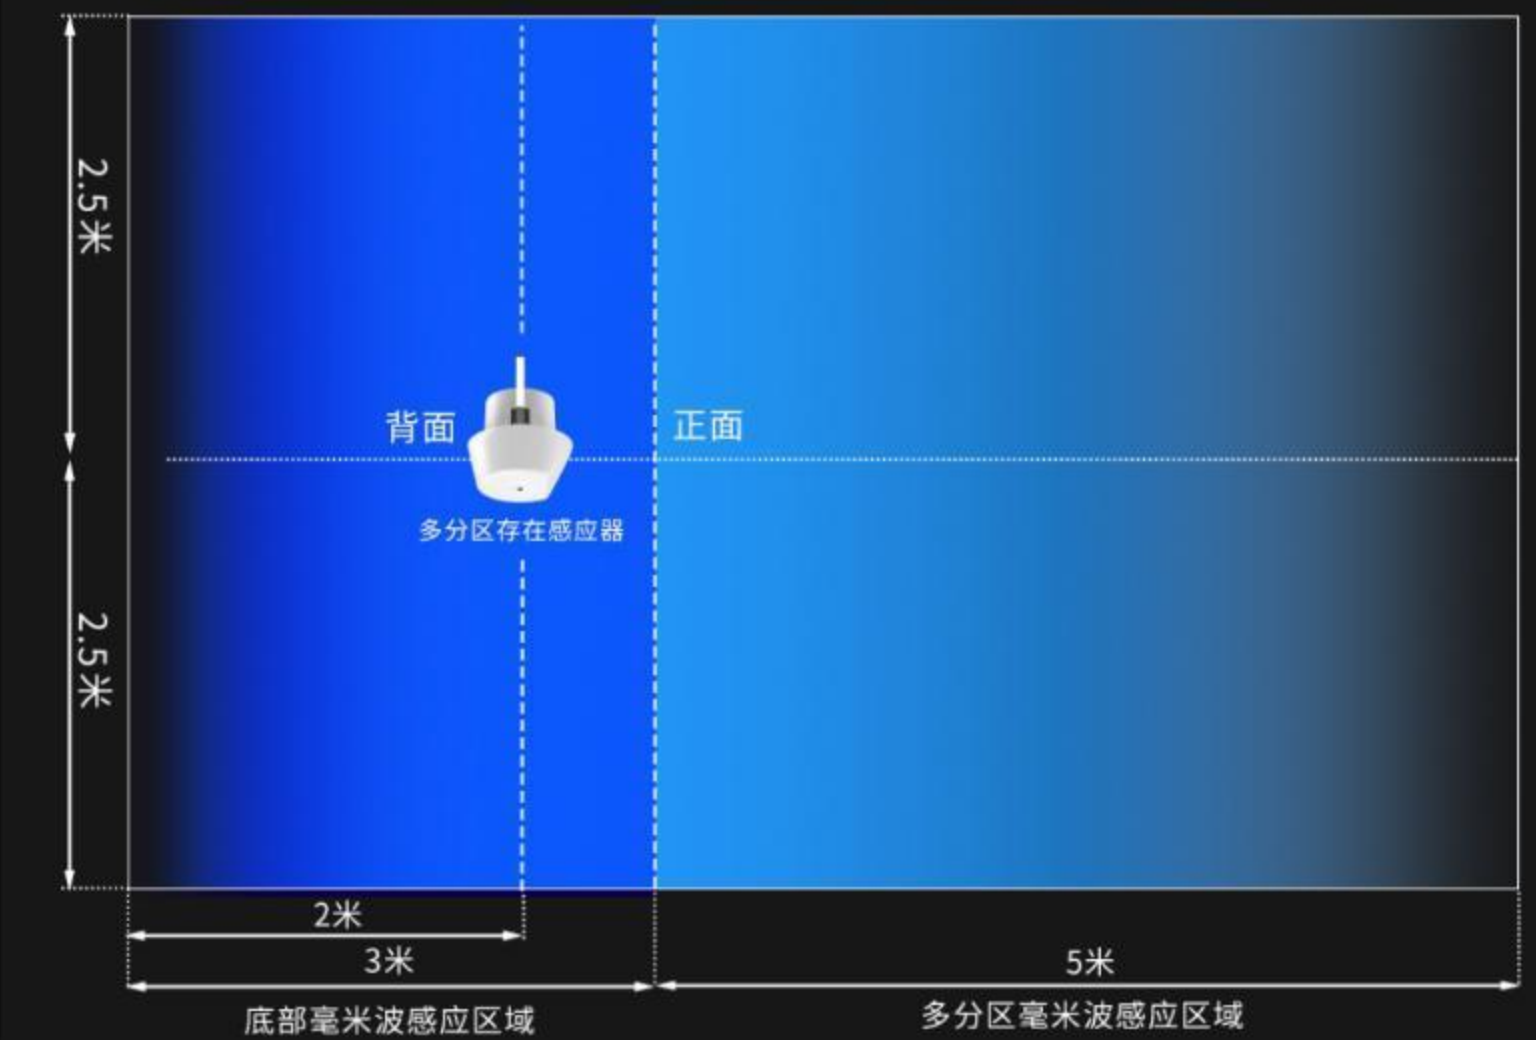 2.5米
背面
正面
多分区存在感应器
2.5米
2米
3米
5米
底部毫米波感应区域
多分区毫米波感应区域